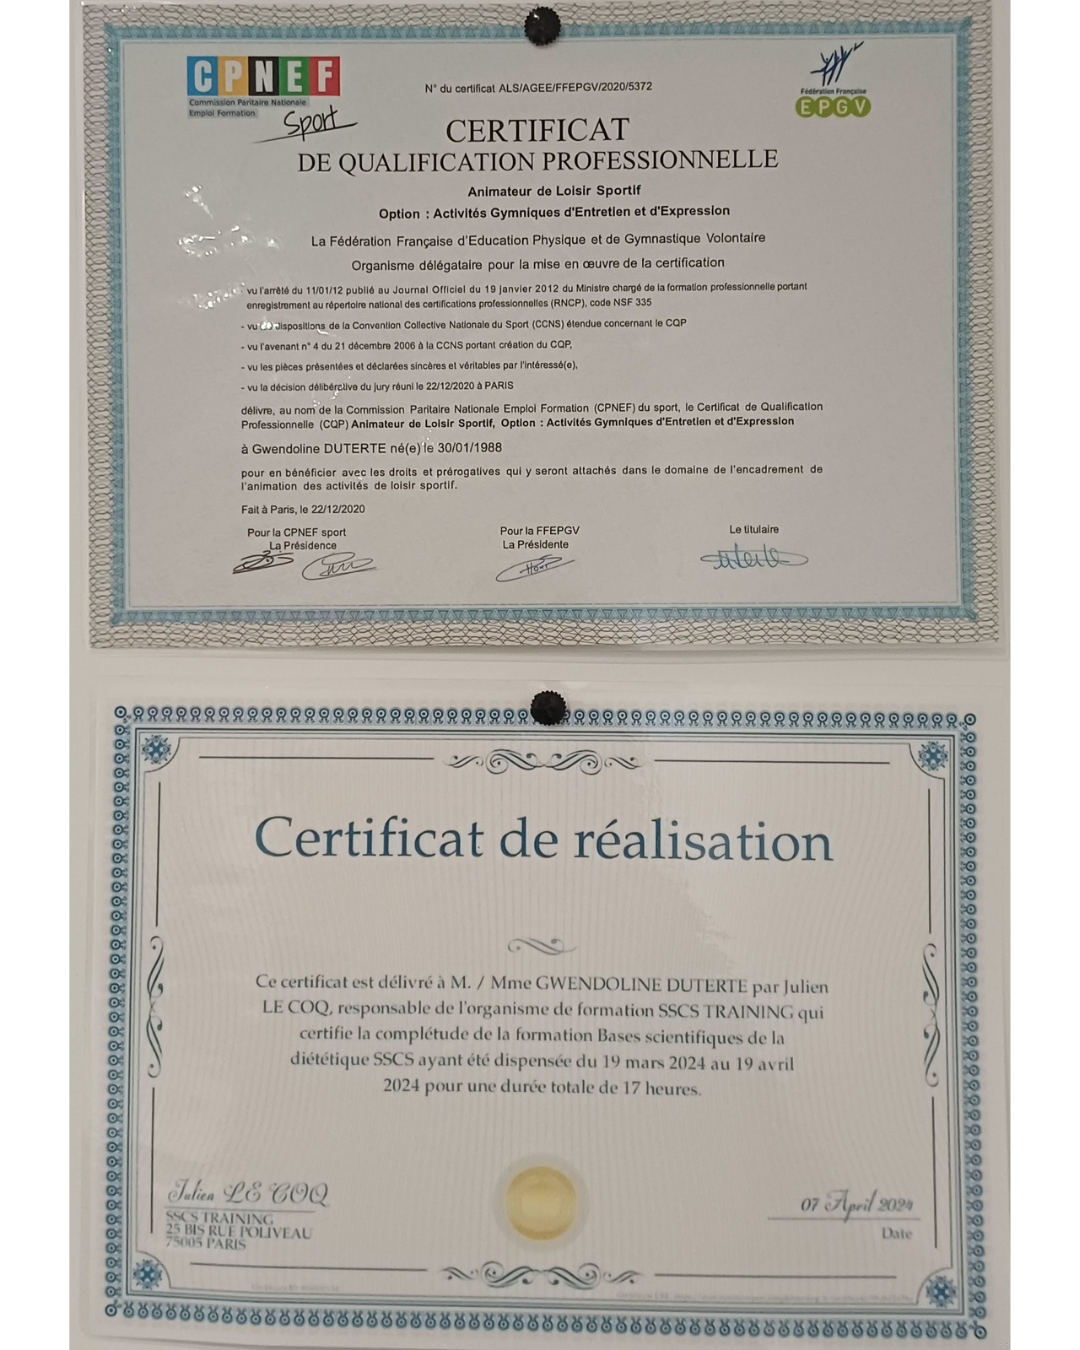 CPNEF
Commission Paritaire Nationale
Emploi Formation
Sport
N° du certificat ALS/AGEE/FFEPGV/2020/5372
Fédération Française
EPGV
CERTIFICAT
DE QUALIFICATION PROFESSIONNELLE
Animateur de Loisir Sportif
Option : Activités Gymniques d'Entretien et d'Expression
La Fédération Française d'Education Physique et de Gymnastique Volontaire
Organisme délégataire pour la mise en œuvre de la certification
vu l'arrêté du 11/01/12 publié au Journal Officiel du 19 janvier 2012 du Ministre chargé de la formation professionnelle portant
enregistrement au répertoire national des certifications professionnelles (RNCP), code NSF 335
- vu dispositions de la Convention Collective Nationale du Sport (CCNS) étendue concernant le CQP
- vu l'avenant n° 4 du 21 décembre 2006 à la CCNS portant création du CQP,
- vu les pièces présentées et déclarées sincères et véritables par l'intéressé(e),
- vu la décision délibérative du jury réuni le 22/12/2020 à PARIS
délivre, au nom de la Commission Paritaire Nationale Emploi Formation (CPNEF) du sport, le Certificat de Qualification
Professionnelle (CQP) Animateur de Loisir Sportif, Option : Activités Gymniques d'Entretien et d'Expression
à Gwendoline DUTERTE né(e) le 30/01/1988
pour en bénéficier avec les droits et prérogatives qui y seront attachés dans le domaine de l'encadrement de
l'animation des activités de loisir sportif.
Fait à Paris, le 22/12/2020
Pour la CPNEF sport
La Présidence
Pour la FFEPGV
La Présidente
Le titulaire
Certificat de réalisation
Ce certificat est délivré à M. / Mme GWENDOLINE DUTERTE par Julien
LE COQ, responsable de l'organisme de formation SSCS TRAINING qui
certifie la complétude de la formation Bases scientifiques de la
diététique SSCS ayant été dispensée du 19 mars 2024 au 19 avril
2024 pour une durée totale de 17 heures.
Julien LE COQ
SSCS TRAINING
25 BIS RUE POLIVEAU
75005 PARIS
07 April 2024
Date